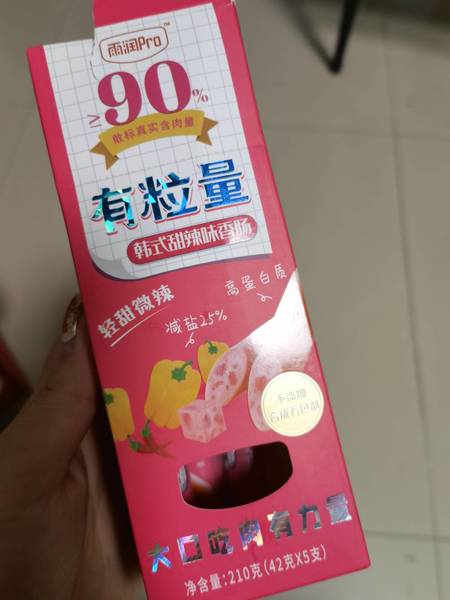 雨润Pro™
≥90%
敢标真实含肉量
有粒量
韩式甜辣味香肠
轻甜微辣
高蛋白质
减盐25%
不添加
合成着色剂
大口吃肉有力量
净含量:210克(42克X5支)